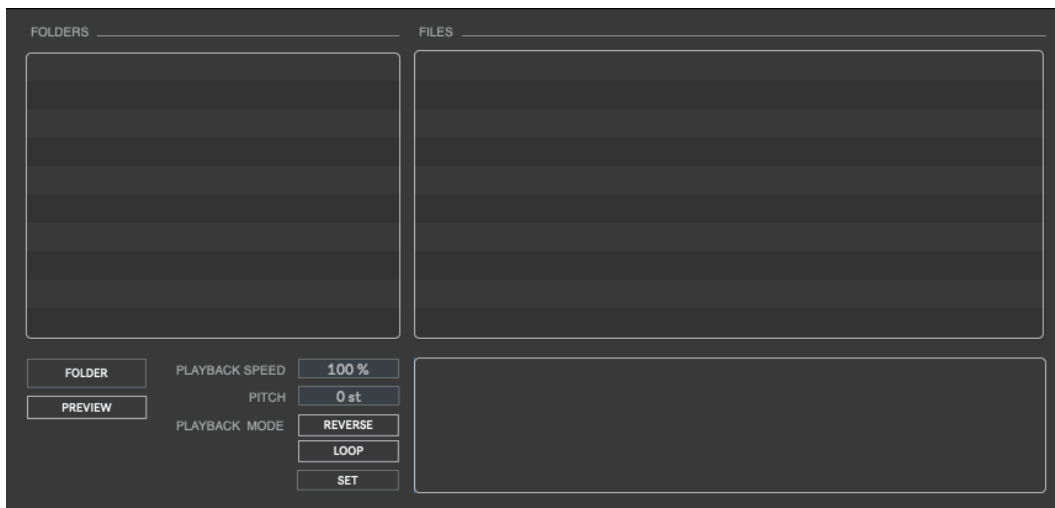 FOLDERS
FILES
FOLDER
PREVIEW
PLAYBACK SPEED 100 %
PITCH 0 st
PLAYBACK MODE REVERSE
LOOP
SET